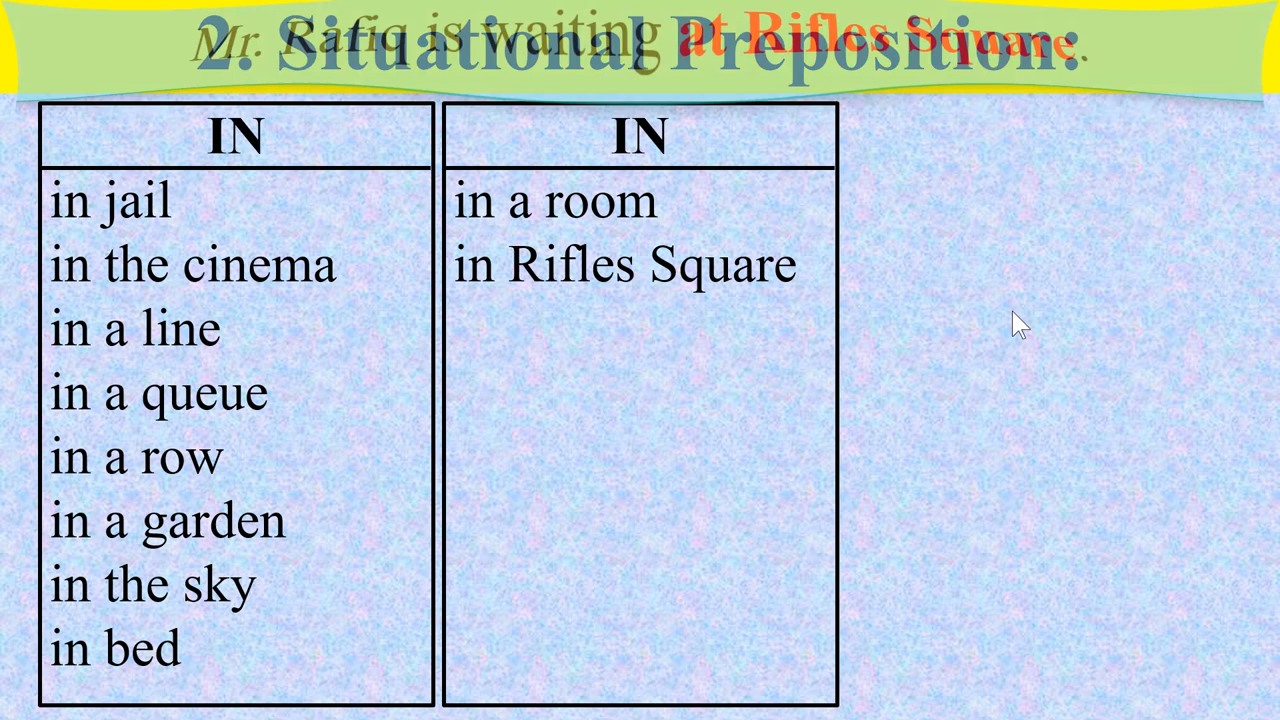 Mr. Rafiq is waiting at Rifles Square.
2. Situational Preposition:
IN
in jail
in the cinema
in a line
in a queue
in a row
in a garden
in the sky
in bed
IN
in a room
in Rifles Square